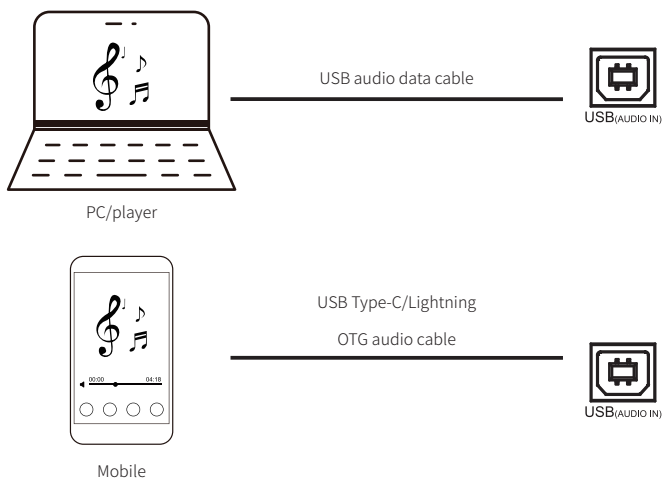 USB audio data cable
USB(AUDIO IN)
PC/player
USB Type-C/Lightning
OTG audio cable
00:00 04:18
USB(AUDIO IN)
Mobile